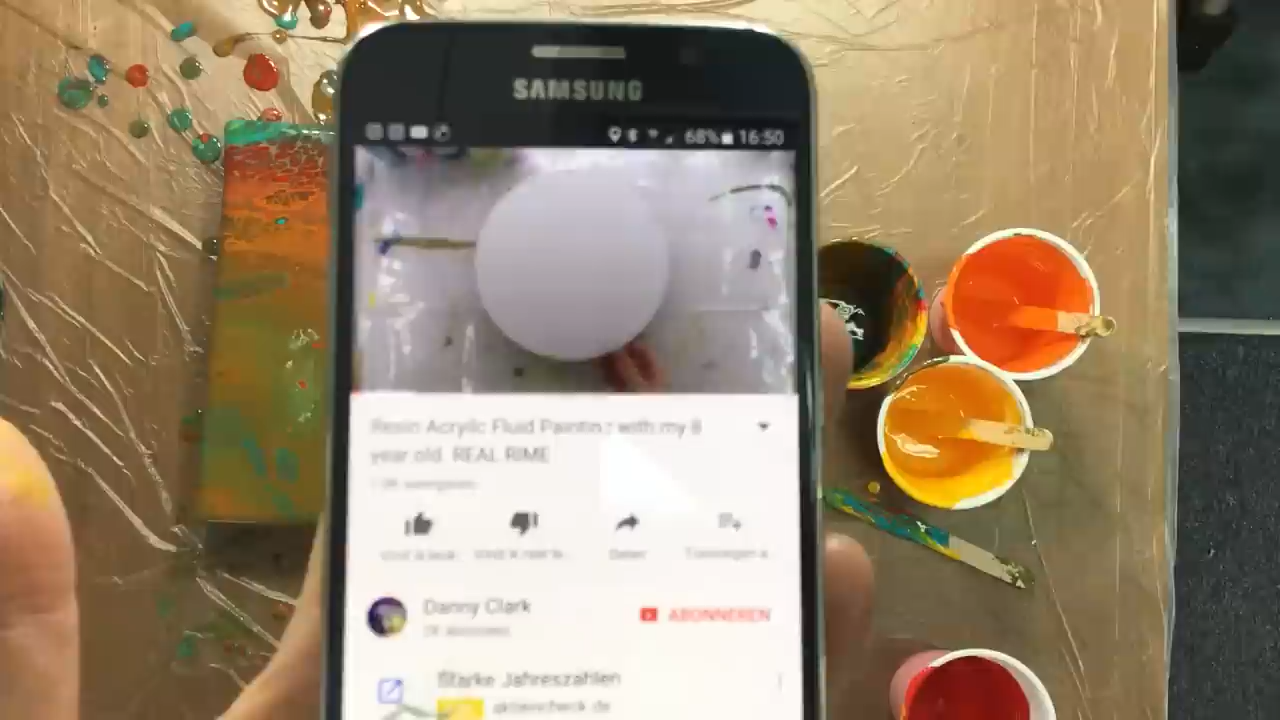 SAMSUNG
68% 16:50
Resin Acrylic Fluid Painting with my 8
year old. REAL RIME
Danny Clark
ABONNEREN
Starke Jahreszahlen
aktiencheck.de